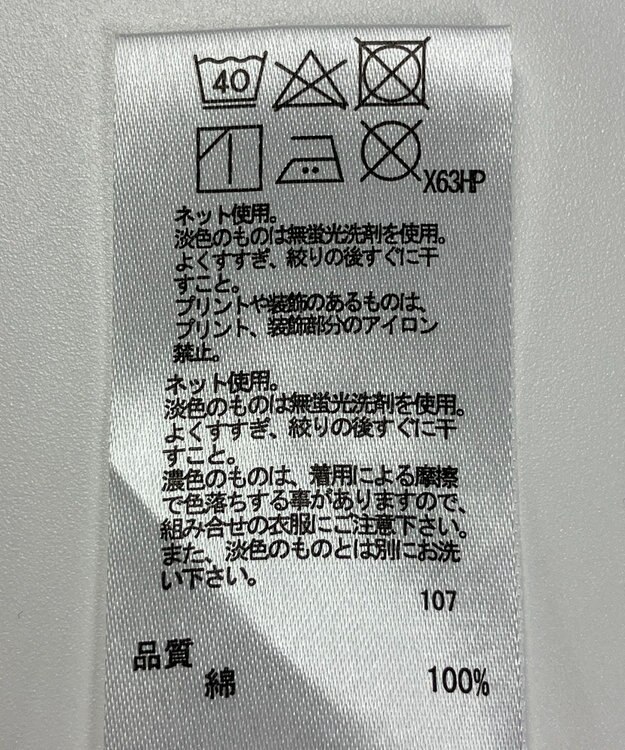 40
X63HP
ネット使用。
淡色のものは無蛍光洗剤を使用。
よくすすぎ、絞りの後すぐに干
すこと。
プリントや装飾のあるものは、
プリント、装飾部分のアイロン
禁止。
ネット使用。
淡色のものは無蛍光洗剤を使用。
よくすすぎ、絞りの後すぐに干
すこと。
濃色のものは、着用による摩擦
で色落ちする事がありますので、
組み合せの衣服にご注意下さい。
また、淡色のものとは別にお洗
い下さい。
107
品質
綿 100%